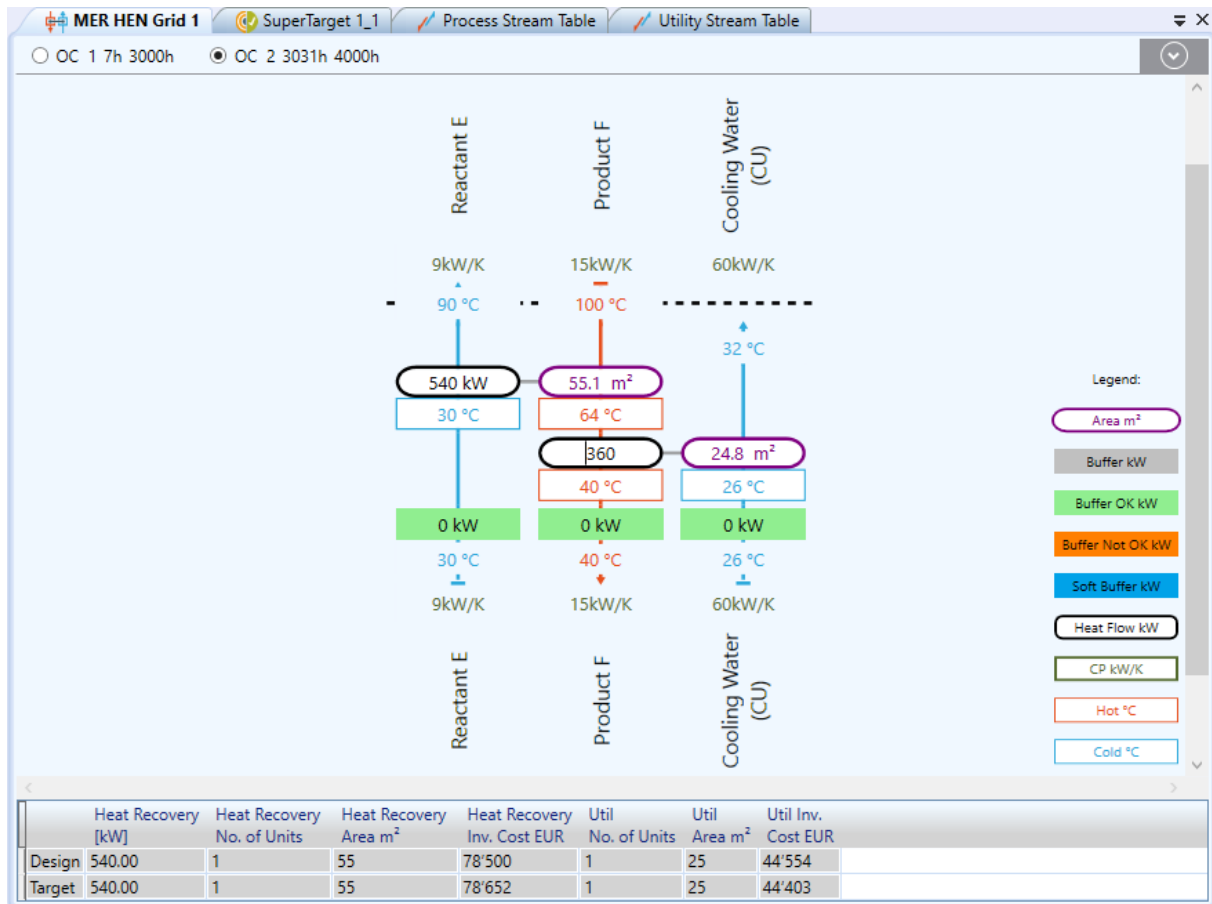 MER HEN Grid 1 SuperTarget 1_1 Process Stream Table Utility Stream Table
OC 1 7h 3000h OC 2 3031h 4000h
Reactant E Product F Cooling Water
(CU)
9kW/K 15kW/K 60kW/K
90 °C 100 °C
32 °C
540 kW 55.1 m²
30 °C 64 °C
360 24.8 m²
40 °C 26 °C
0 kW 0 kW 0 kW
30 °C 40 °C 26 °C
9kW/K 15kW/K 60kW/K
Reactant E Product F Cooling Water
(CU)
Legend:
Area m²
Buffer kW
Buffer OK kW
Buffer Not OK kW
Soft Buffer kW
Heat Flow kW
CP kW/K
Hot °C
Cold °C
Heat Recovery Heat Recovery Heat Recovery Heat Recovery Util Util Util Inv.
[kW] No. of Units Area m² Inv. Cost EUR No. of Units Area m² Cost EUR
Design 540.00 1 55 78'500 1 25 44'554
Target 540.00 1 55 78'652 1 25 44'403